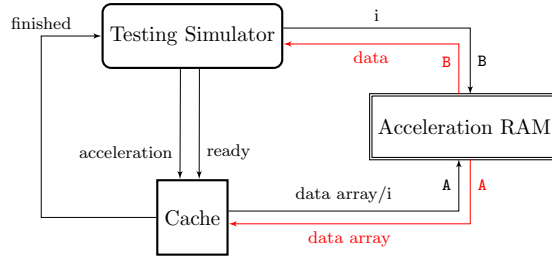 finished
i
Testing Simulator
data
B
B
Acceleration RAM
acceleration
ready
A
A
data array/i
Cache
data array